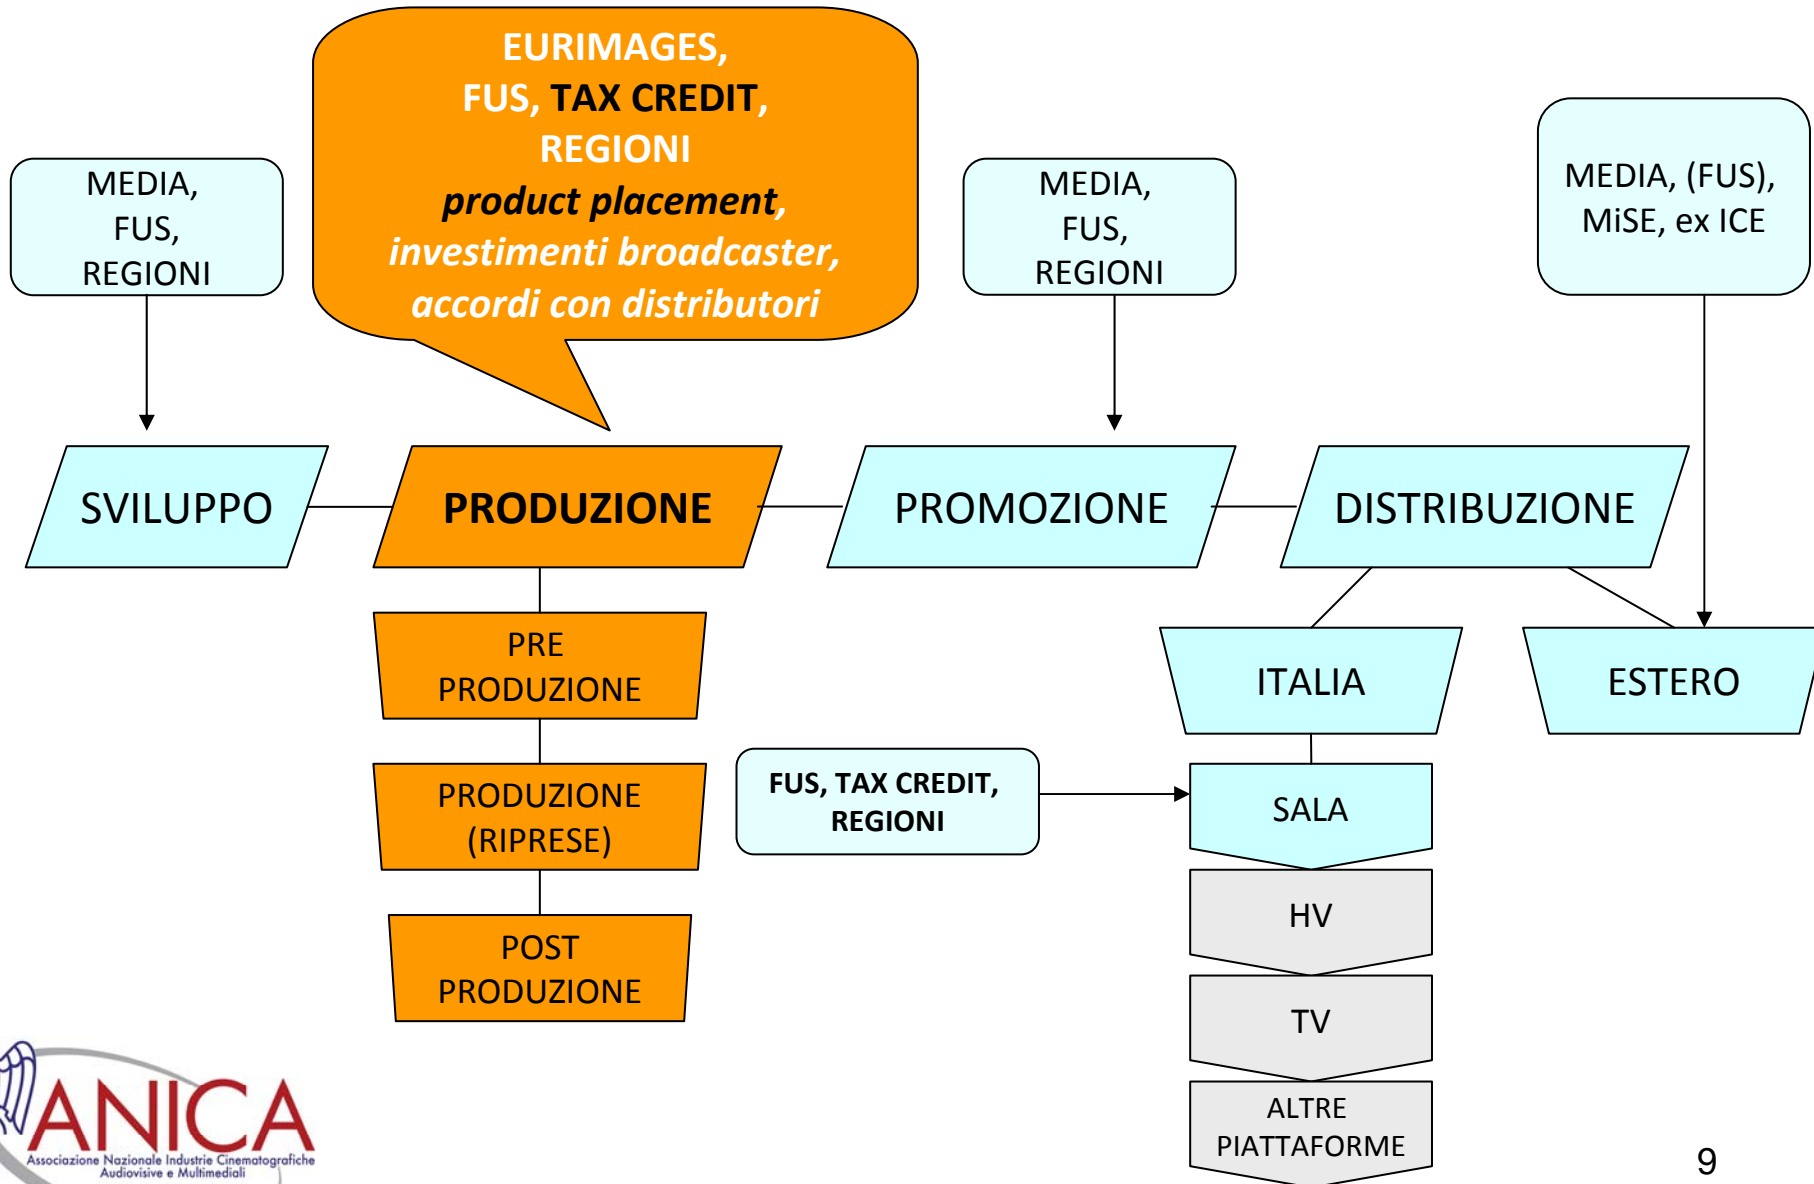 EURIMAGES,
FUS, TAX CREDIT,
REGIONI
product placement,
investimenti broadcaster,
accordi con distributori
MEDIA,
FUS,
REGIONI
MEDIA,
FUS,
REGIONI
MEDIA, (FUS),
MiSE, ex ICE
SVILUPPO
PRODUZIONE
PROMOZIONE
DISTRIBUZIONE
PRE
PRODUZIONE
PRODUZIONE
(RIPRESE)
POST
PRODUZIONE
ITALIA
ESTERO
FUS, TAX CREDIT,
REGIONI
SALA
HV
TV
ALTRE
PIATTAFORME
ANICA
Associazione Nazionale Industrie Cinematografiche
Audiovisive e Multimediali
9